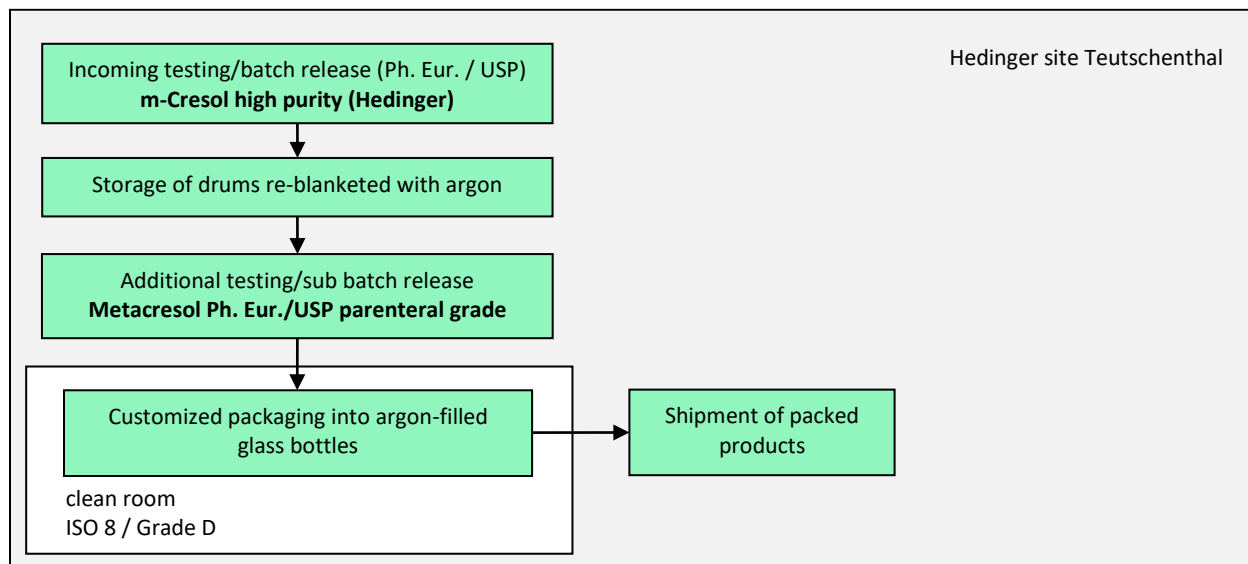 Hedinger site Teutschenthal
Incoming testing/batch release (Ph. Eur. / USP)
m-Cresol high purity (Hedinger)
Storage of drums re-blanketed with argon
Additional testing/sub batch release
Metacresol Ph. Eur./USP parenteral grade
Customized packaging into argon-filled
glass bottles
Shipment of packed
products
clean room
ISO 8 / Grade D